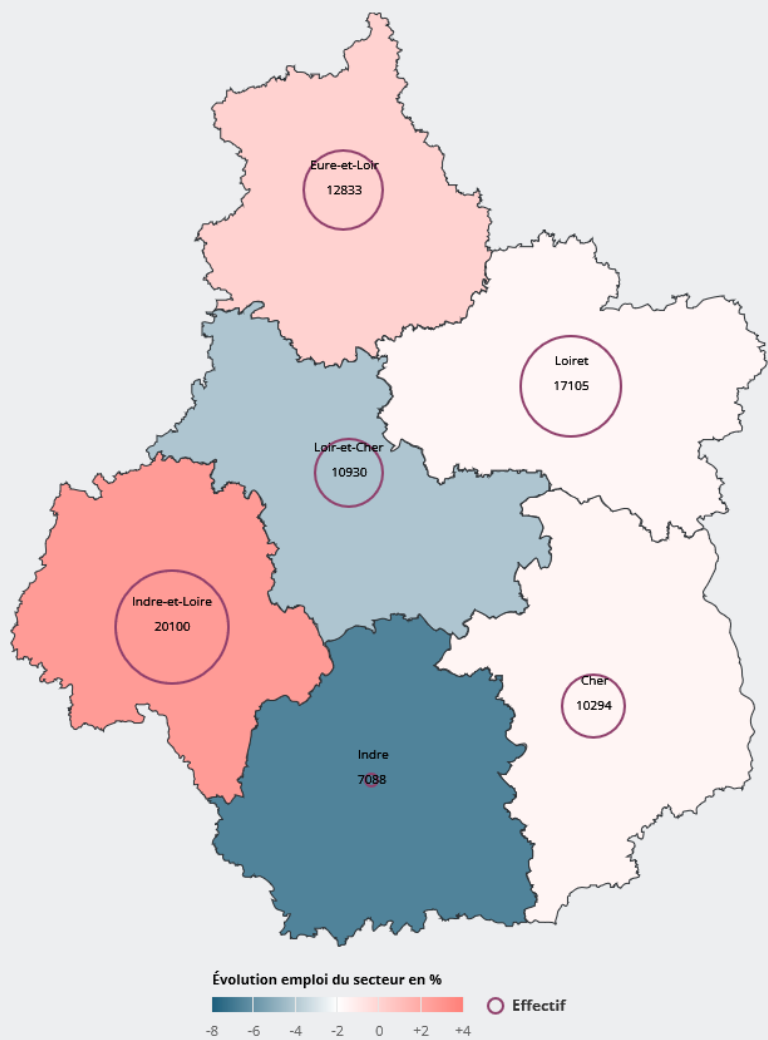 Eure-et-Loir
12833
Loiret
17105
Loir-et-Cher
10930
Indre-et-Loire
20100
Cher
10294
Indre
7088
Évolution emploi du secteur en %
Effectif
-8 -6 -4 -2 0 +2 +4